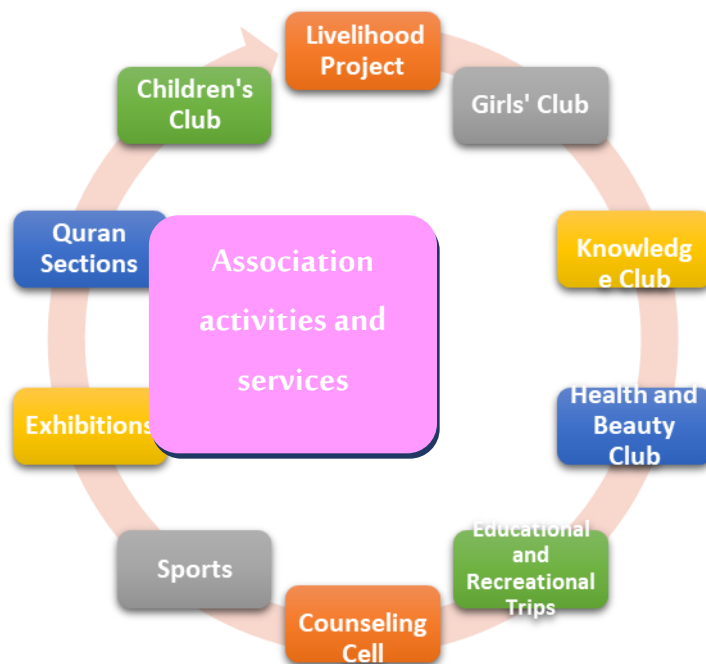 Livelihood
Project
Girls' Club
Knowledg
e Club
Health and
Beauty
Club
Educational
and
Recreational
Trips
Counseling
Cell
Sports
Exhibitions
Quran
Sections
Children's
Club
Association
activities and
services